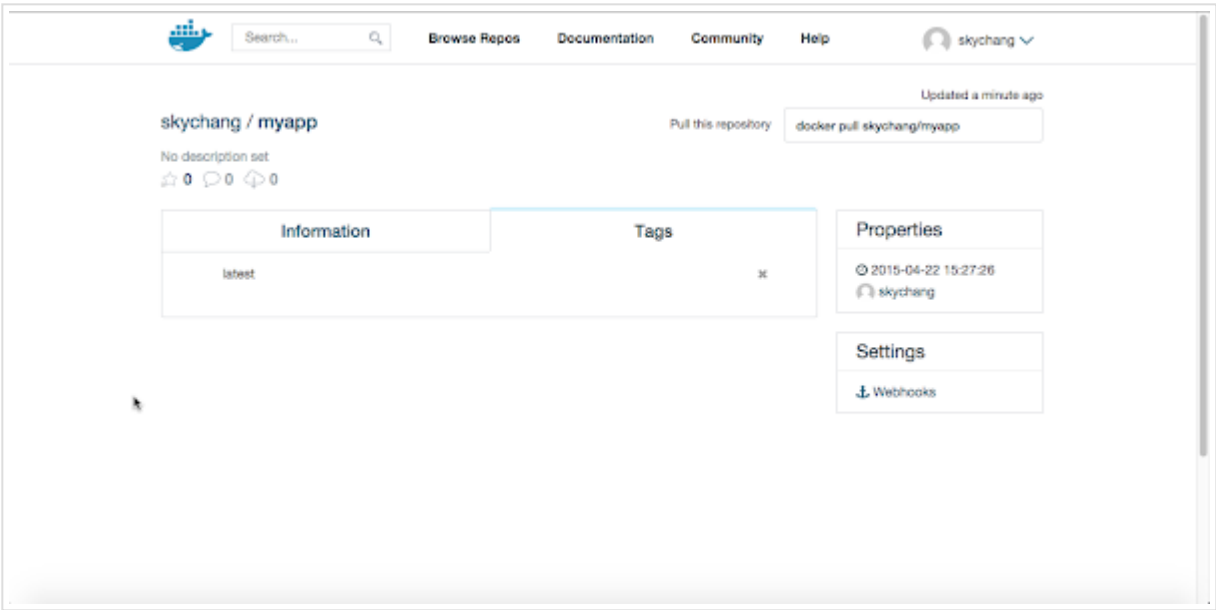 Search... Browse Repos Documentation Community Help skychang
Updated a minute ago
skychang / myapp
Pull this repository docker pull skychang/myapp
No description set
0 0 0
Information Tags
latest
Properties
2015-04-22 15:27:26
skychang
Settings
Webhooks